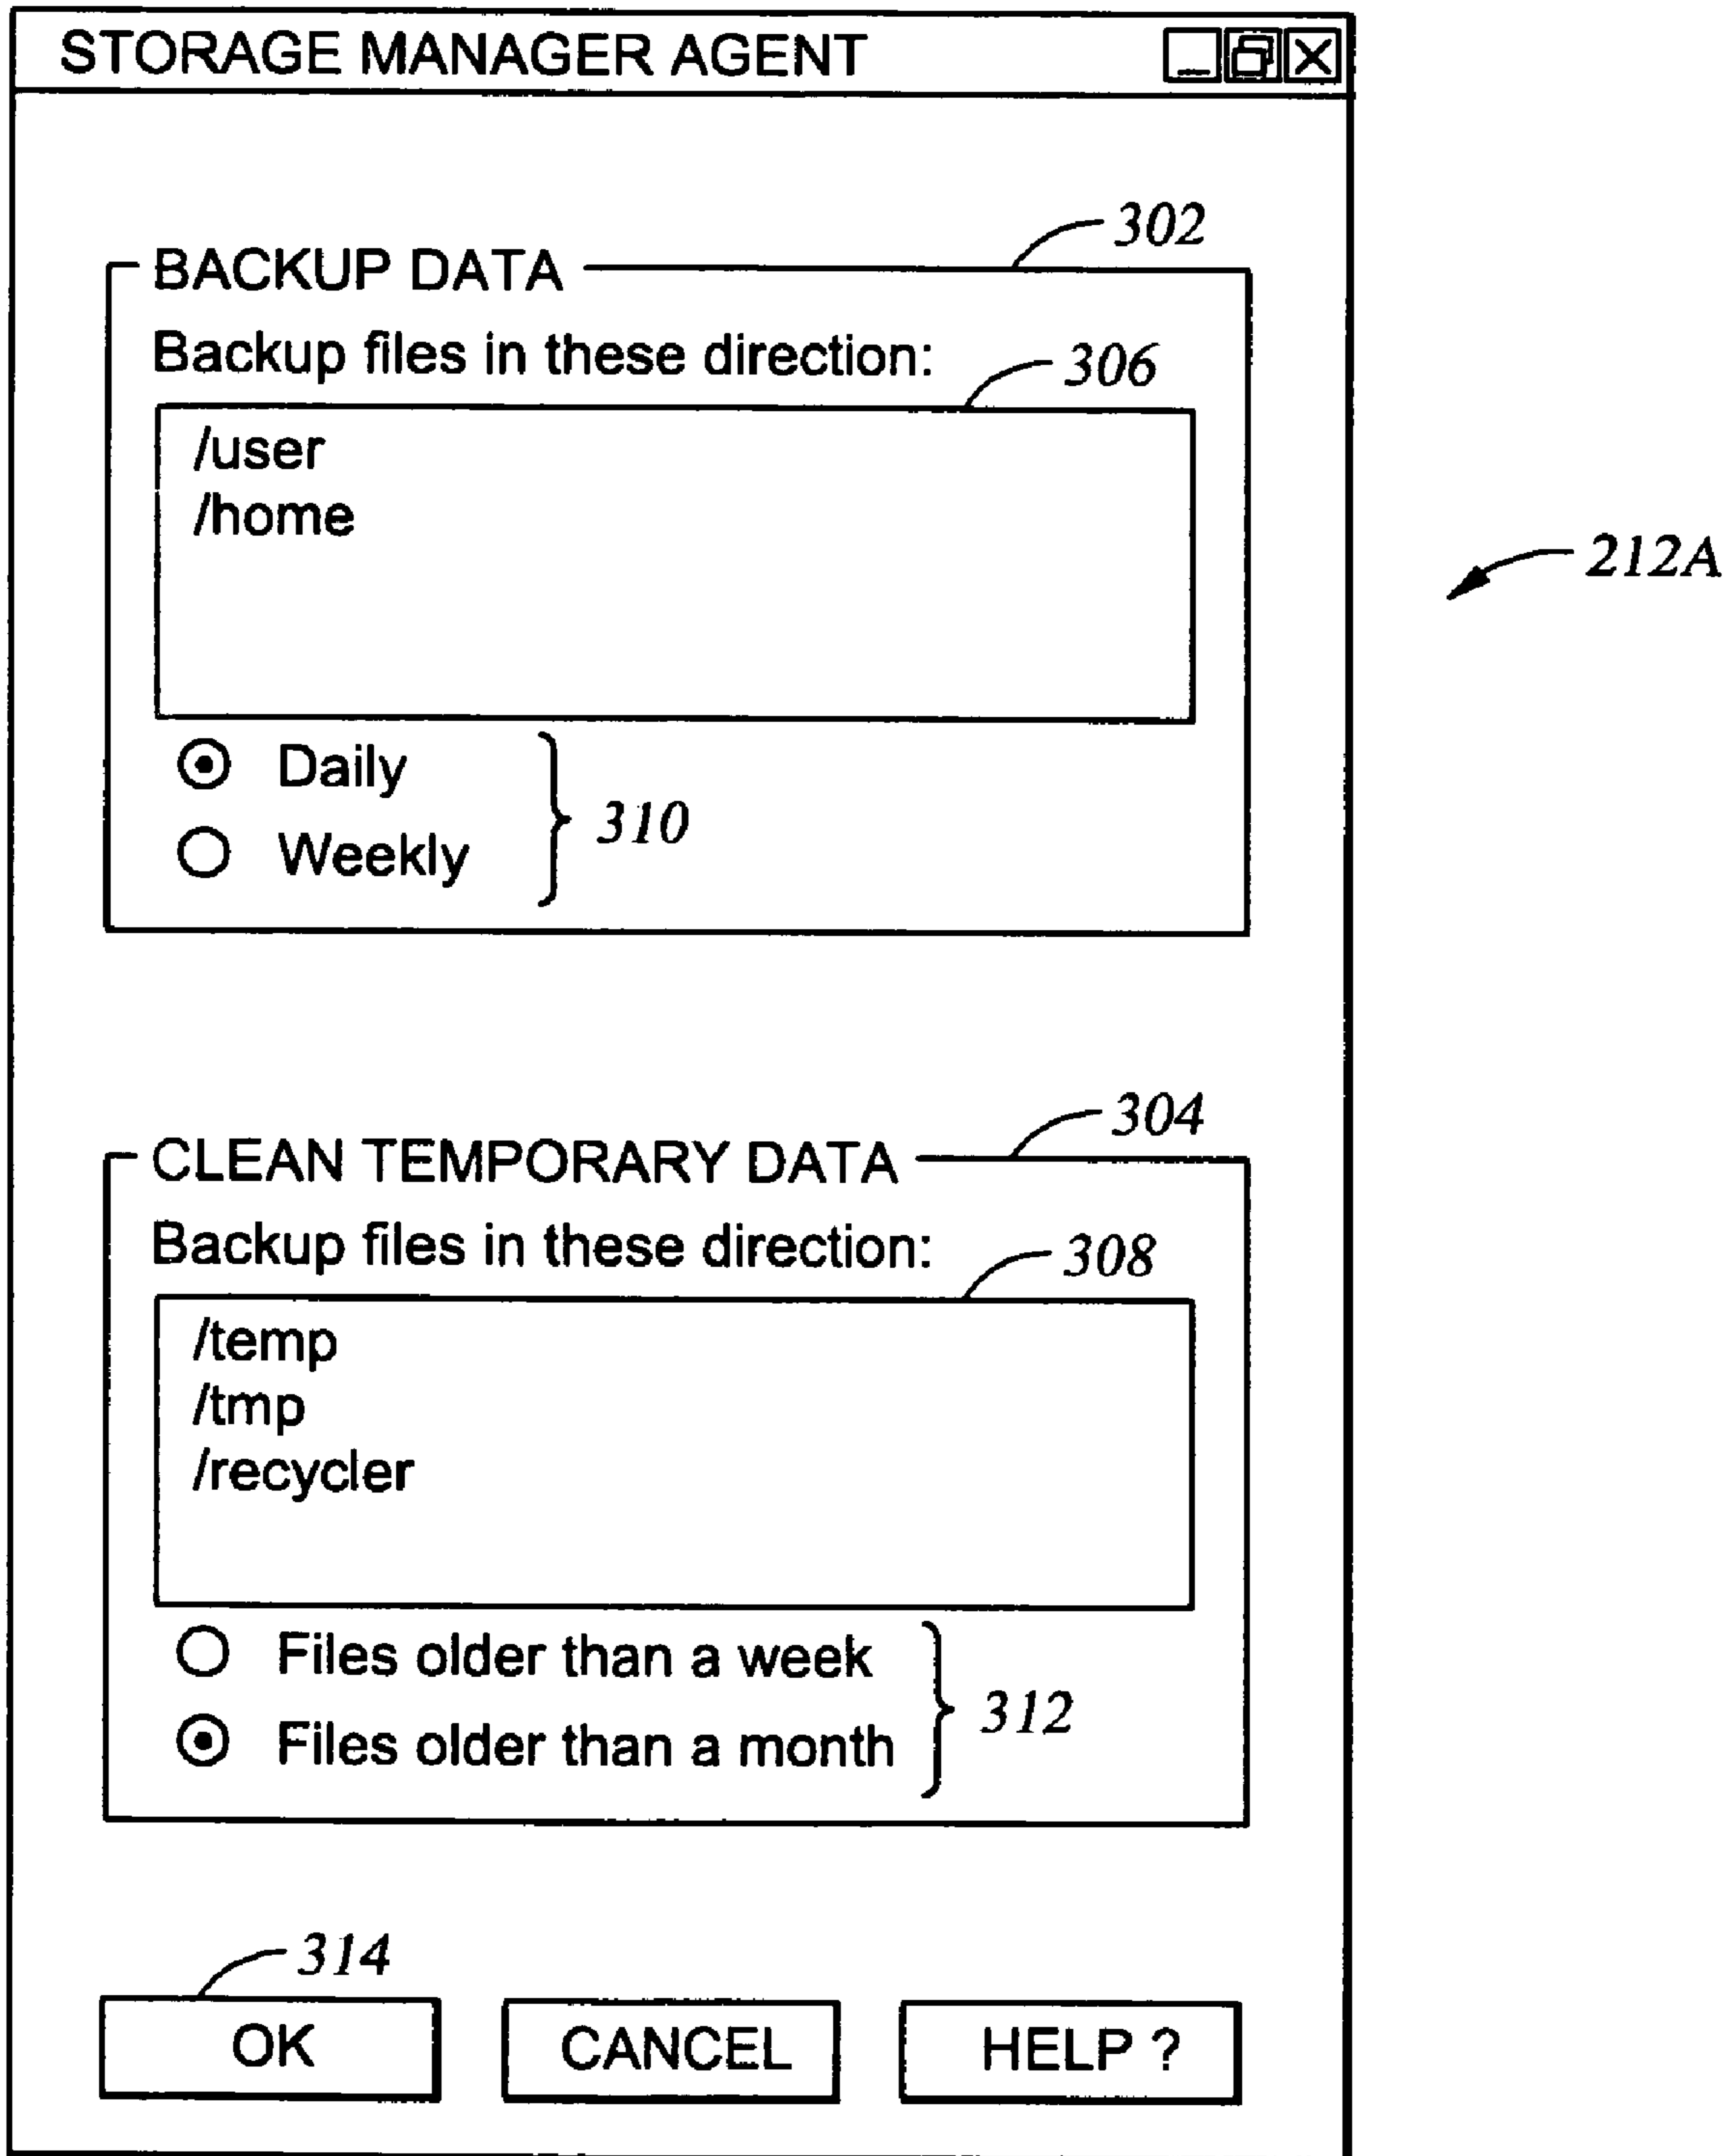 STORAGE MANAGER AGENT
302
BACKUP DATA
Backup files in these direction:
306
/user
/home
212A
Daily
310
Weekly
304
CLEAN TEMPORARY DATA
Backup files in these direction:
308
/temp
/tmp
/recycler
Files older than a week
312
Files older than a month
314
OK CANCEL HELP ?